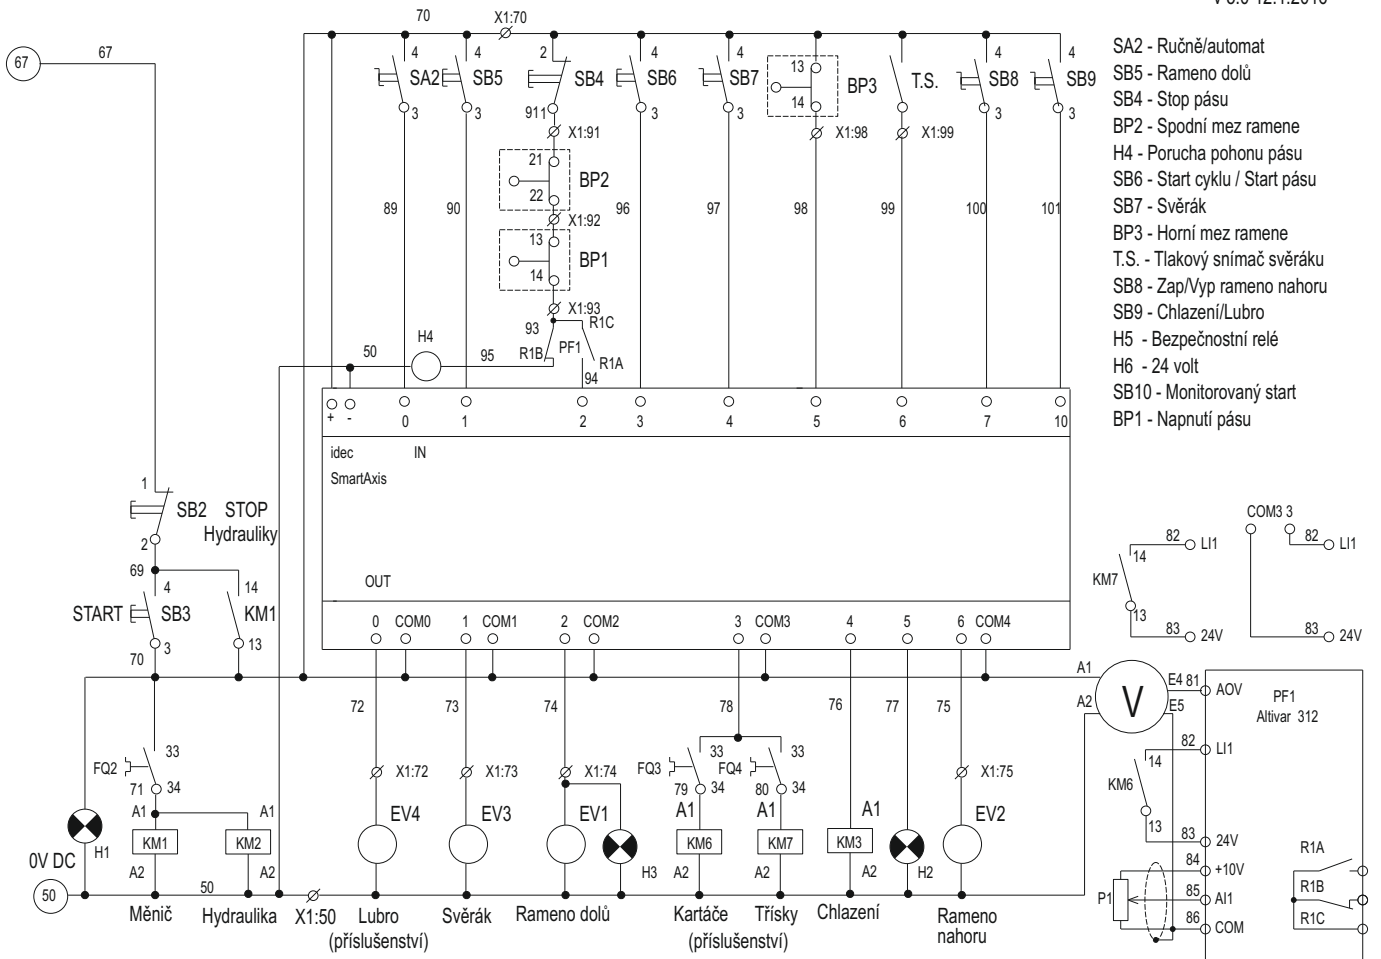 70
X1:70
67
67
SA2 - Ručně/automat
SB5 - Rameno dolů
SB4 - Stop pásu
BP2 - Spodní mez ramene
H4 - Porucha pohonu pásu
SB6 - Start cyklu / Start pásu
SB7 - Svěrák
BP3 - Horní mez ramene
T.S. - Tlakový snímač svěráku
SB8 - Zap/Vyp rameno nahoru
SB9 - Chlazení/Lubro
H5 - Bezpečnostní relé
H6 - 24 volt
SB10 - Monitorovaný start
BP1 - Napnutí pásu
4 4 2 4 4 13 4 4
SA2 SB5 SB4 SB6 SB7 BP3 T.S. SB8 SB9
3 3 911 3 3 14 3 3
X1:91 X1:98 X1:99
21
BP2
22
89 90 X1:92 96 97 98 99 100 101
13
BP1
14
X1:93
93 R1C
H4
50 95 R1B PF1 R1A
94
+ - 0 1 2 3 4 5 6 7 10
idec IN
SmartAxis
1
SB2 STOP
Hydrauliky
2
69
4 14
START SB3 KM1
3 13
70
OUT
0 COM0 1 COM1 2 COM2 3 COM3 4 5 6 COM4
COM3 3
82 LI1 82 LI1
14
KM7
13
83 24V 83 24V
A1
A2
V
E4 81 AOV
E5
PF1
Altivar 312
82 LI1
14
KM6
13
83 24V
84 +10V
P1 85 AI1
86 COM
R1A
R1B
R1C
72 73 74 78 76 77 75
33 33 33
FQ2 X1:72 X1:73 X1:74 FQ3 FQ4 X1:75
71 34 79 34 80 34
A1 A1 A1 A1 A1
EV4 EV3 EV1 EV2
KM1 KM2 KM6 KM7 KM3
H1 H3 H2
0V DC
A2 A2 A2 A2 A2
50 50
X1:50
Měnič Hydraulika Lubro Svěrák Rameno dolů Kartáče Třísky Chlazení Rameno
(příslušenství) (příslušenství) nahoru